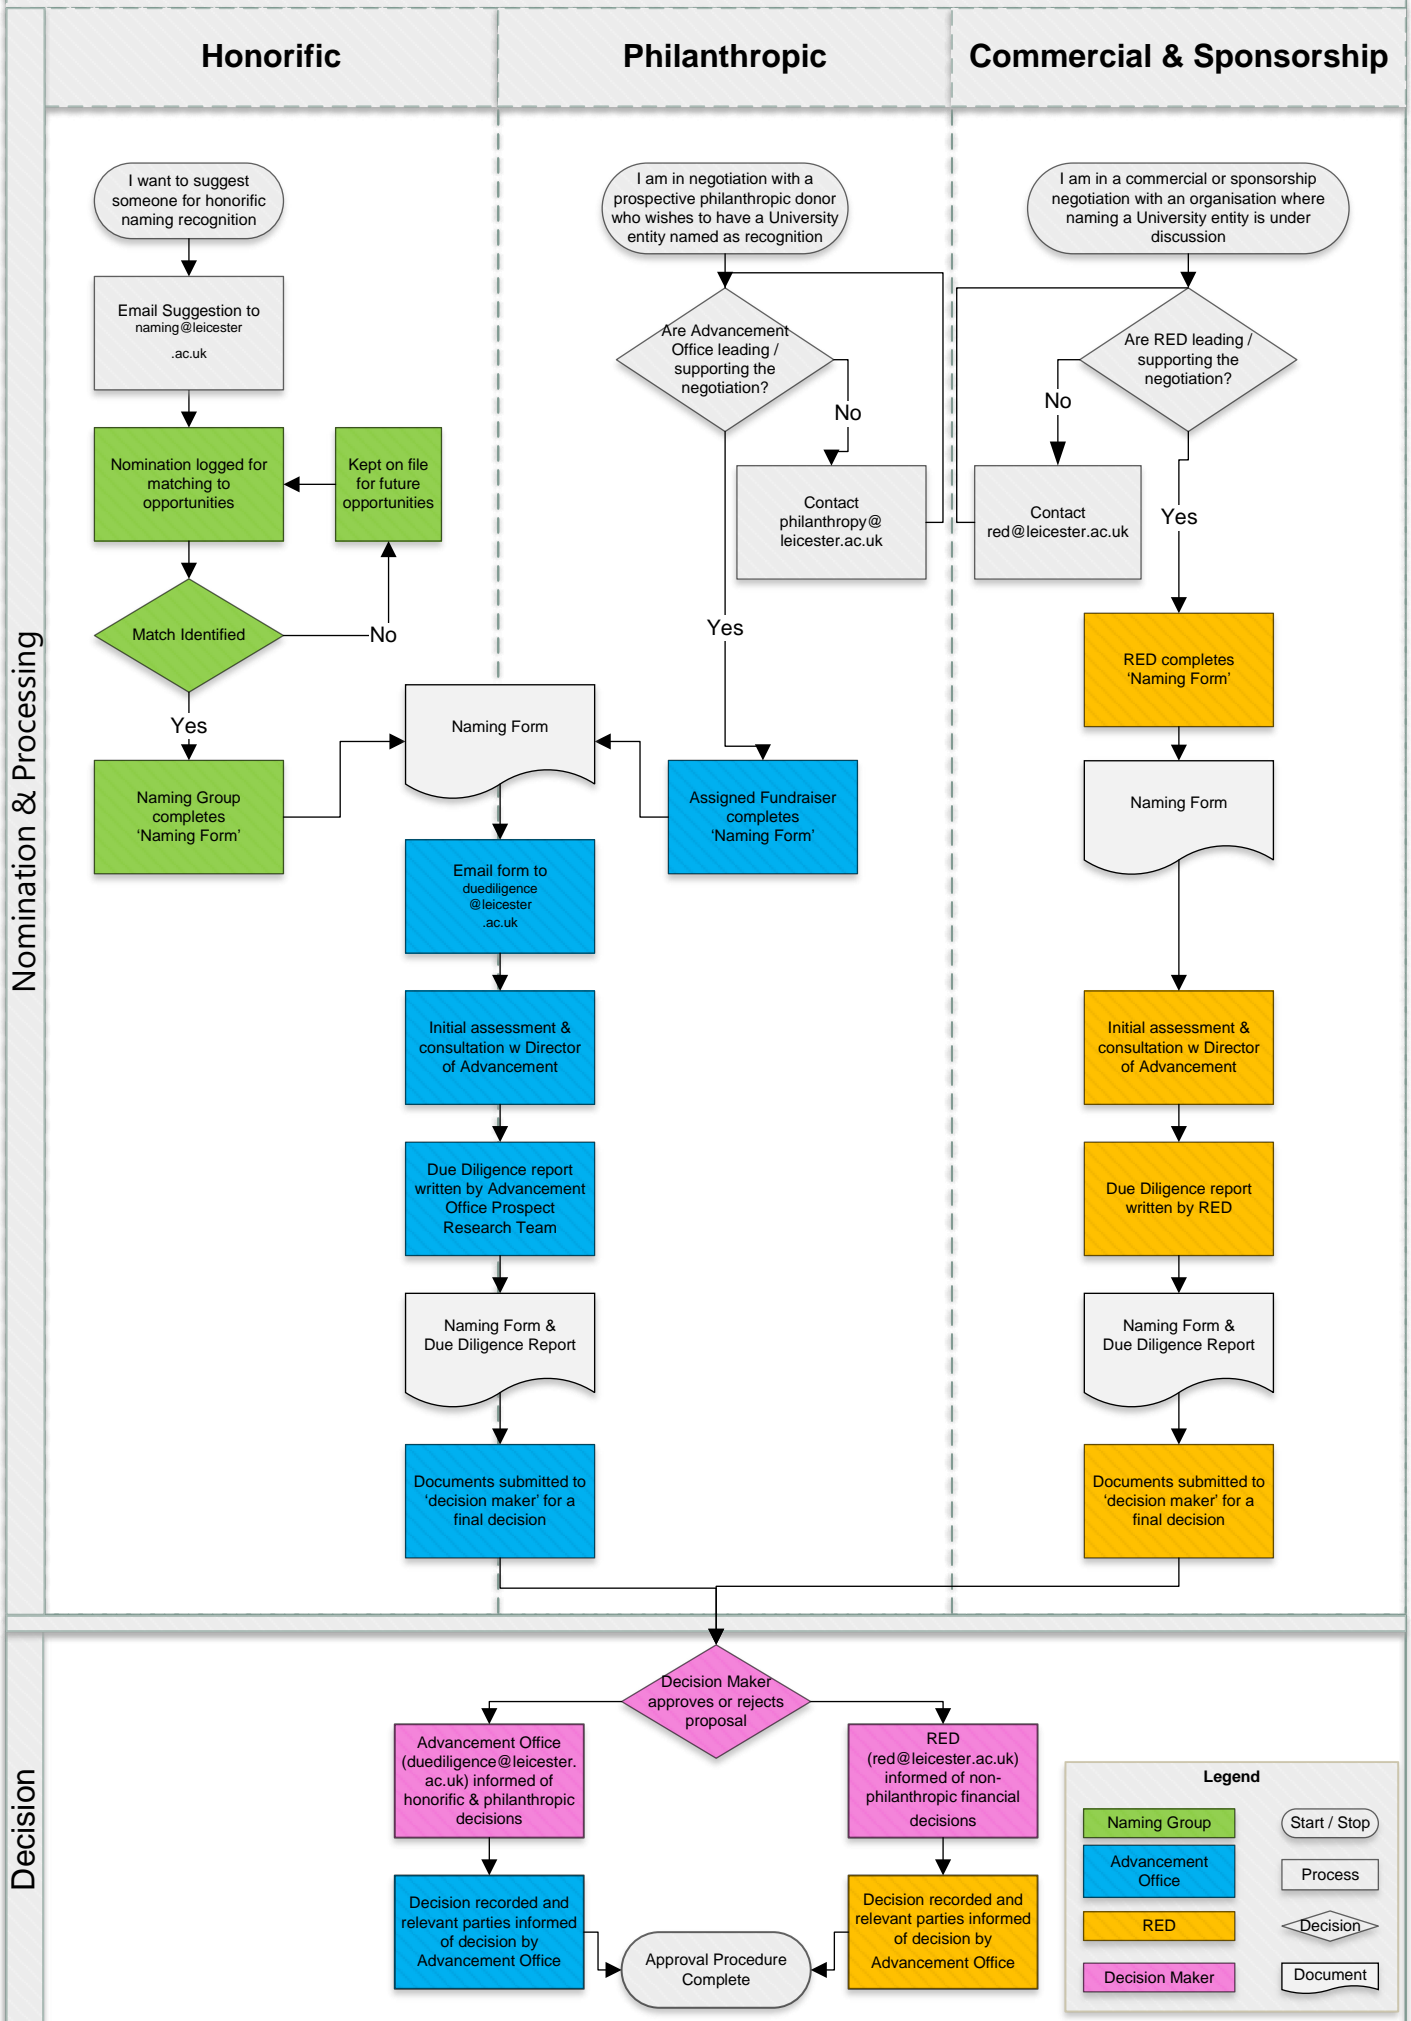 Honorific
Philanthropic
Commercial & Sponsorship
Nomination & Processing
I want to suggest
someone for honorific
naming recognition
Email Suggestion to
naming@leicester
.ac.uk
Nomination logged for
matching to
opportunities
Kept on file
for future
opportunities
Match Identified
No
Yes
Naming Group
completes
‘Naming Form’
I am in negotiation with a
prospective philanthropic donor
who wishes to have a University
entity named as recognition
Are Advancement
Office leading /
supporting the
negotiation?
No
Contact
philanthropy@
leicester.ac.uk
Yes
Assigned Fundraiser
completes
‘Naming Form’
Naming Form
Email form to
duediligence
@leicester
.ac.uk
Initial assessment &
consultation w Director
of Advancement
Due Diligence report
written by Advancement
Office Prospect
Research Team
Naming Form &
Due Diligence Report
Documents submitted to
‘decision maker’ for a
final decision
I am in a commercial or sponsorship
negotiation with an organisation where
naming a University entity is under
discussion
Are RED leading /
supporting the
negotiation?
No
Contact
red@leicester.ac.uk
Yes
RED completes
‘Naming Form’
Naming Form
Initial assessment &
consultation w Director
of Advancement
Due Diligence report
written by RED
Naming Form &
Due Diligence Report
Documents submitted to
‘decision maker’ for a
final decision
Decision
Decision Maker
approves or rejects
proposal
Advancement Office
(duediligence@leicester.
ac.uk) informed of
honorific & philanthropic
decisions
RED
(red@leicester.ac.uk)
informed of non-
philanthropic financial
decisions
Decision recorded and
relevant parties informed
of decision by
Advancement Office
Decision recorded and
relevant parties informed
of decision by
Advancement Office
Approval Procedure
Complete
Legend
Naming Group
Start / Stop
Advancement
Office
Process
RED
Decision
Decision Maker
Document